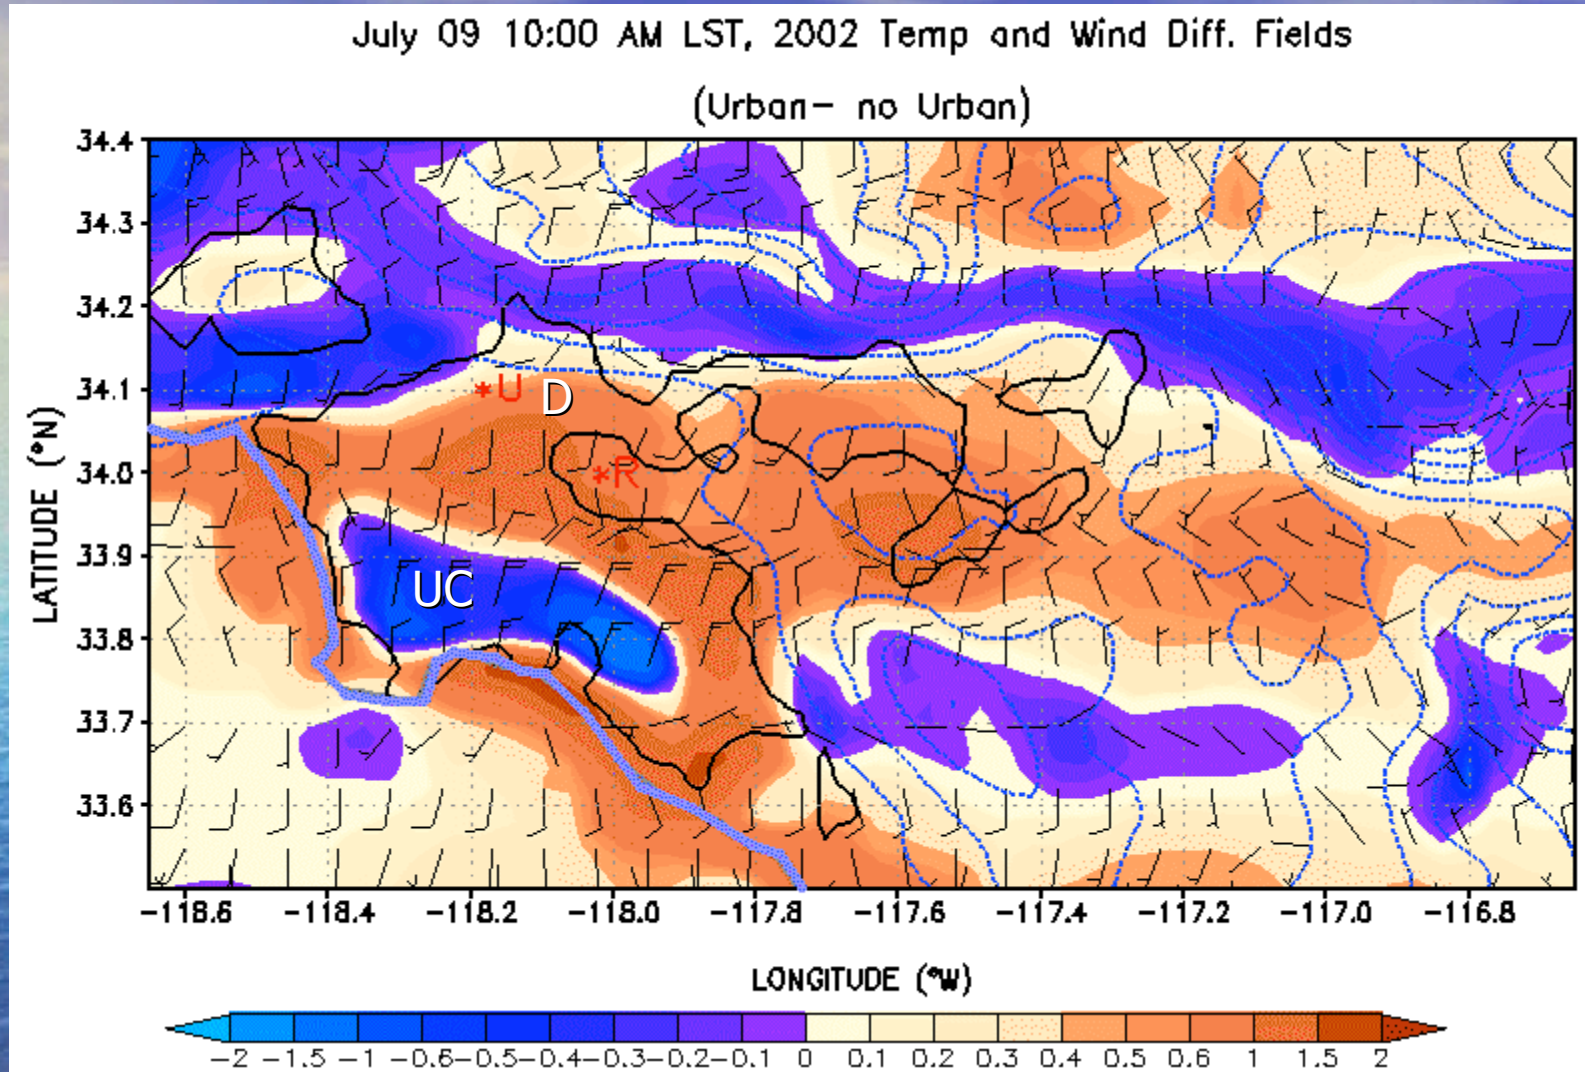 July 09 10:00 AM LST, 2002 Temp and Wind Diff. Fields
(Urban- no Urban)
34.4
34.3
34.2
34.1
34.0
33.9
33.8
33.7
33.6
LATITUDE (°N)
*U D
*R
UC
-118.6 -118.4 -118.2 -118.0 -117.8 -117.6 -117.4 -117.2 -117.0 -116.8
LONGITUDE (°W)
-2 -1.5 -1 -0.6 -0.5 -0.4 -0.3 -0.2 -0.1 0 0.1 0.2 0.3 0.4 0.5 0.6 1 1.5 2